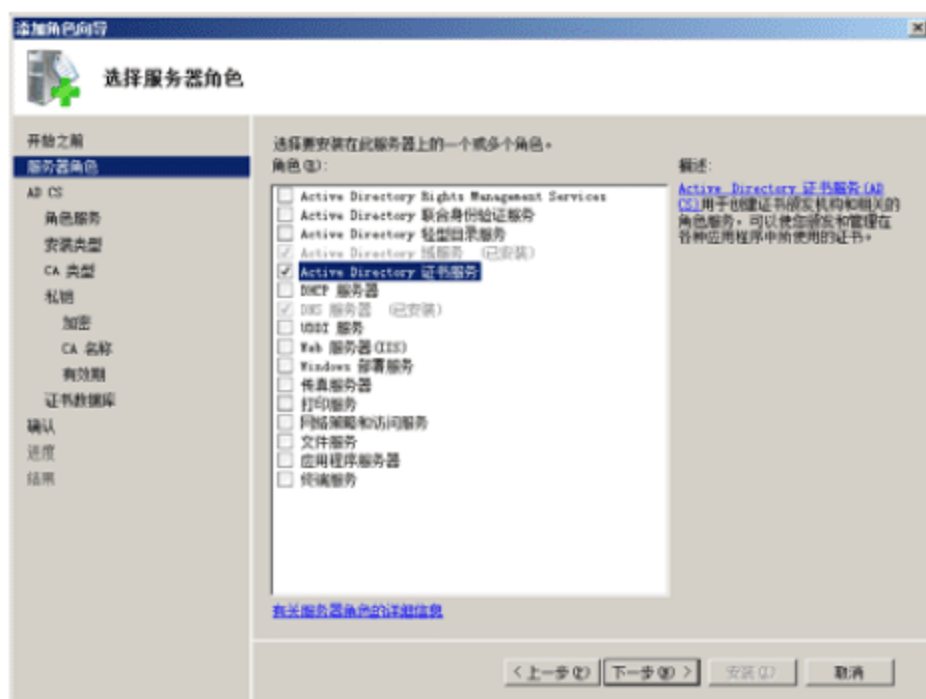 添加角色向导
选择服务器角色
开始之前
服务器角色
AD CS
角色服务
安装类型
CA 类型
私钥
加密
CA 名称
有效期
证书数据库
确认
进度
结果
选择要安装在此服务器上的一个或多个角色。
角色(R):
Active Directory Rights Management Services
Active Directory 联合身份验证服务
Active Directory 轻型目录服务
Active Directory 域服务 (已安装)
Active Directory 证书服务
DHCP 服务器
DNS 服务器 (已安装)
UDDI 服务
Web 服务器(IIS)
Windows 部署服务
传真服务器
打印服务
网络策略和访问服务
文件服务
应用程序服务器
终端服务
有关服务器角色的详细信息
描述:
Active Directory 证书服务(AD
CS)用于创建证书颁发机构和相关的
角色服务，可以使您颁发和管理在
各种应用程序中所使用的证书。
< 上一步(P)
下一步(N) >
安装(I)
取消